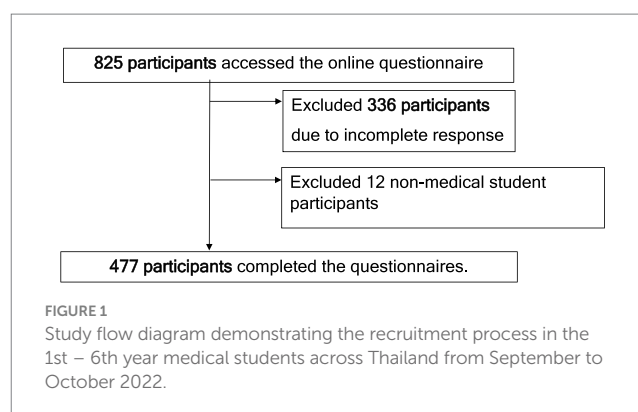 825 participants accessed the online questionnaire
Excluded 336 participants
due to incomplete response
Excluded 12 non-medical student
participants
477 participants completed the questionnaires.
FIGURE 1
Study flow diagram demonstrating the recruitment process in the
1st – 6th year medical students across Thailand from September to
October 2022.